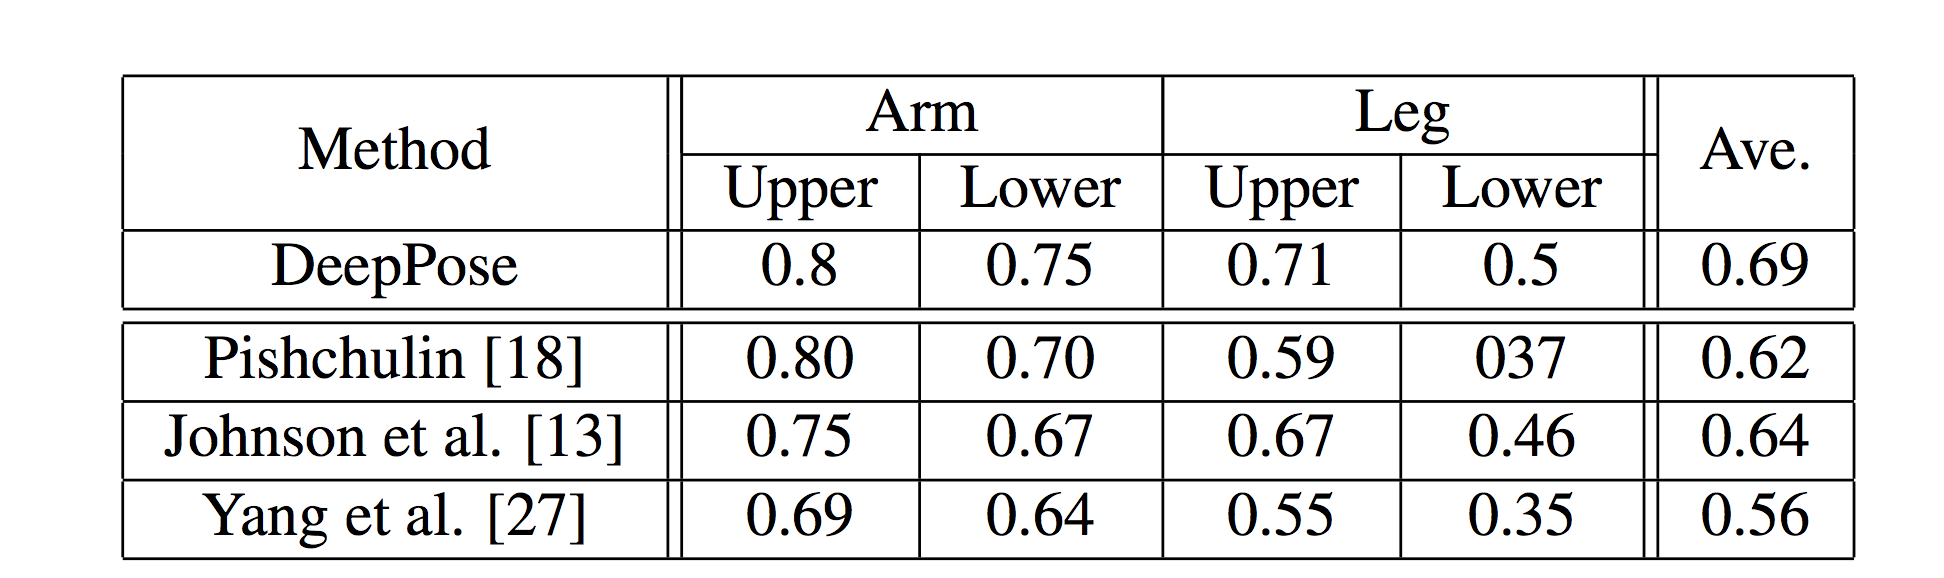 Method Arm Leg Ave.
Upper Lower Upper Lower
DeepPose 0.8 0.75 0.71 0.5 0.69
Pishchulin [18] 0.80 0.70 0.59 037 0.62
Johnson et al. [13] 0.75 0.67 0.67 0.46 0.64
Yang et al. [27] 0.69 0.64 0.55 0.35 0.56